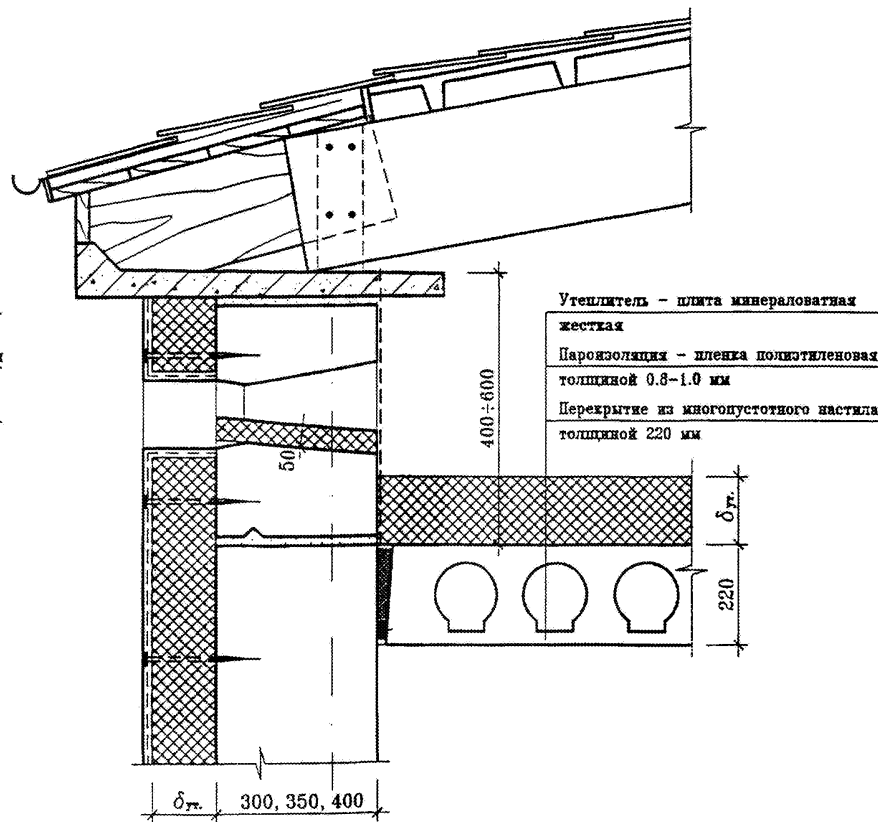 Утеплитель – плита минераловатная
жесткая
Пароизоляция – пленка полиэтиленовая
толщиной 0.8-1.0 мм
Перекрытие из многопустотного настила
толщиной 220 мм
400÷600
50
δут.
220
δут.
300, 350, 400